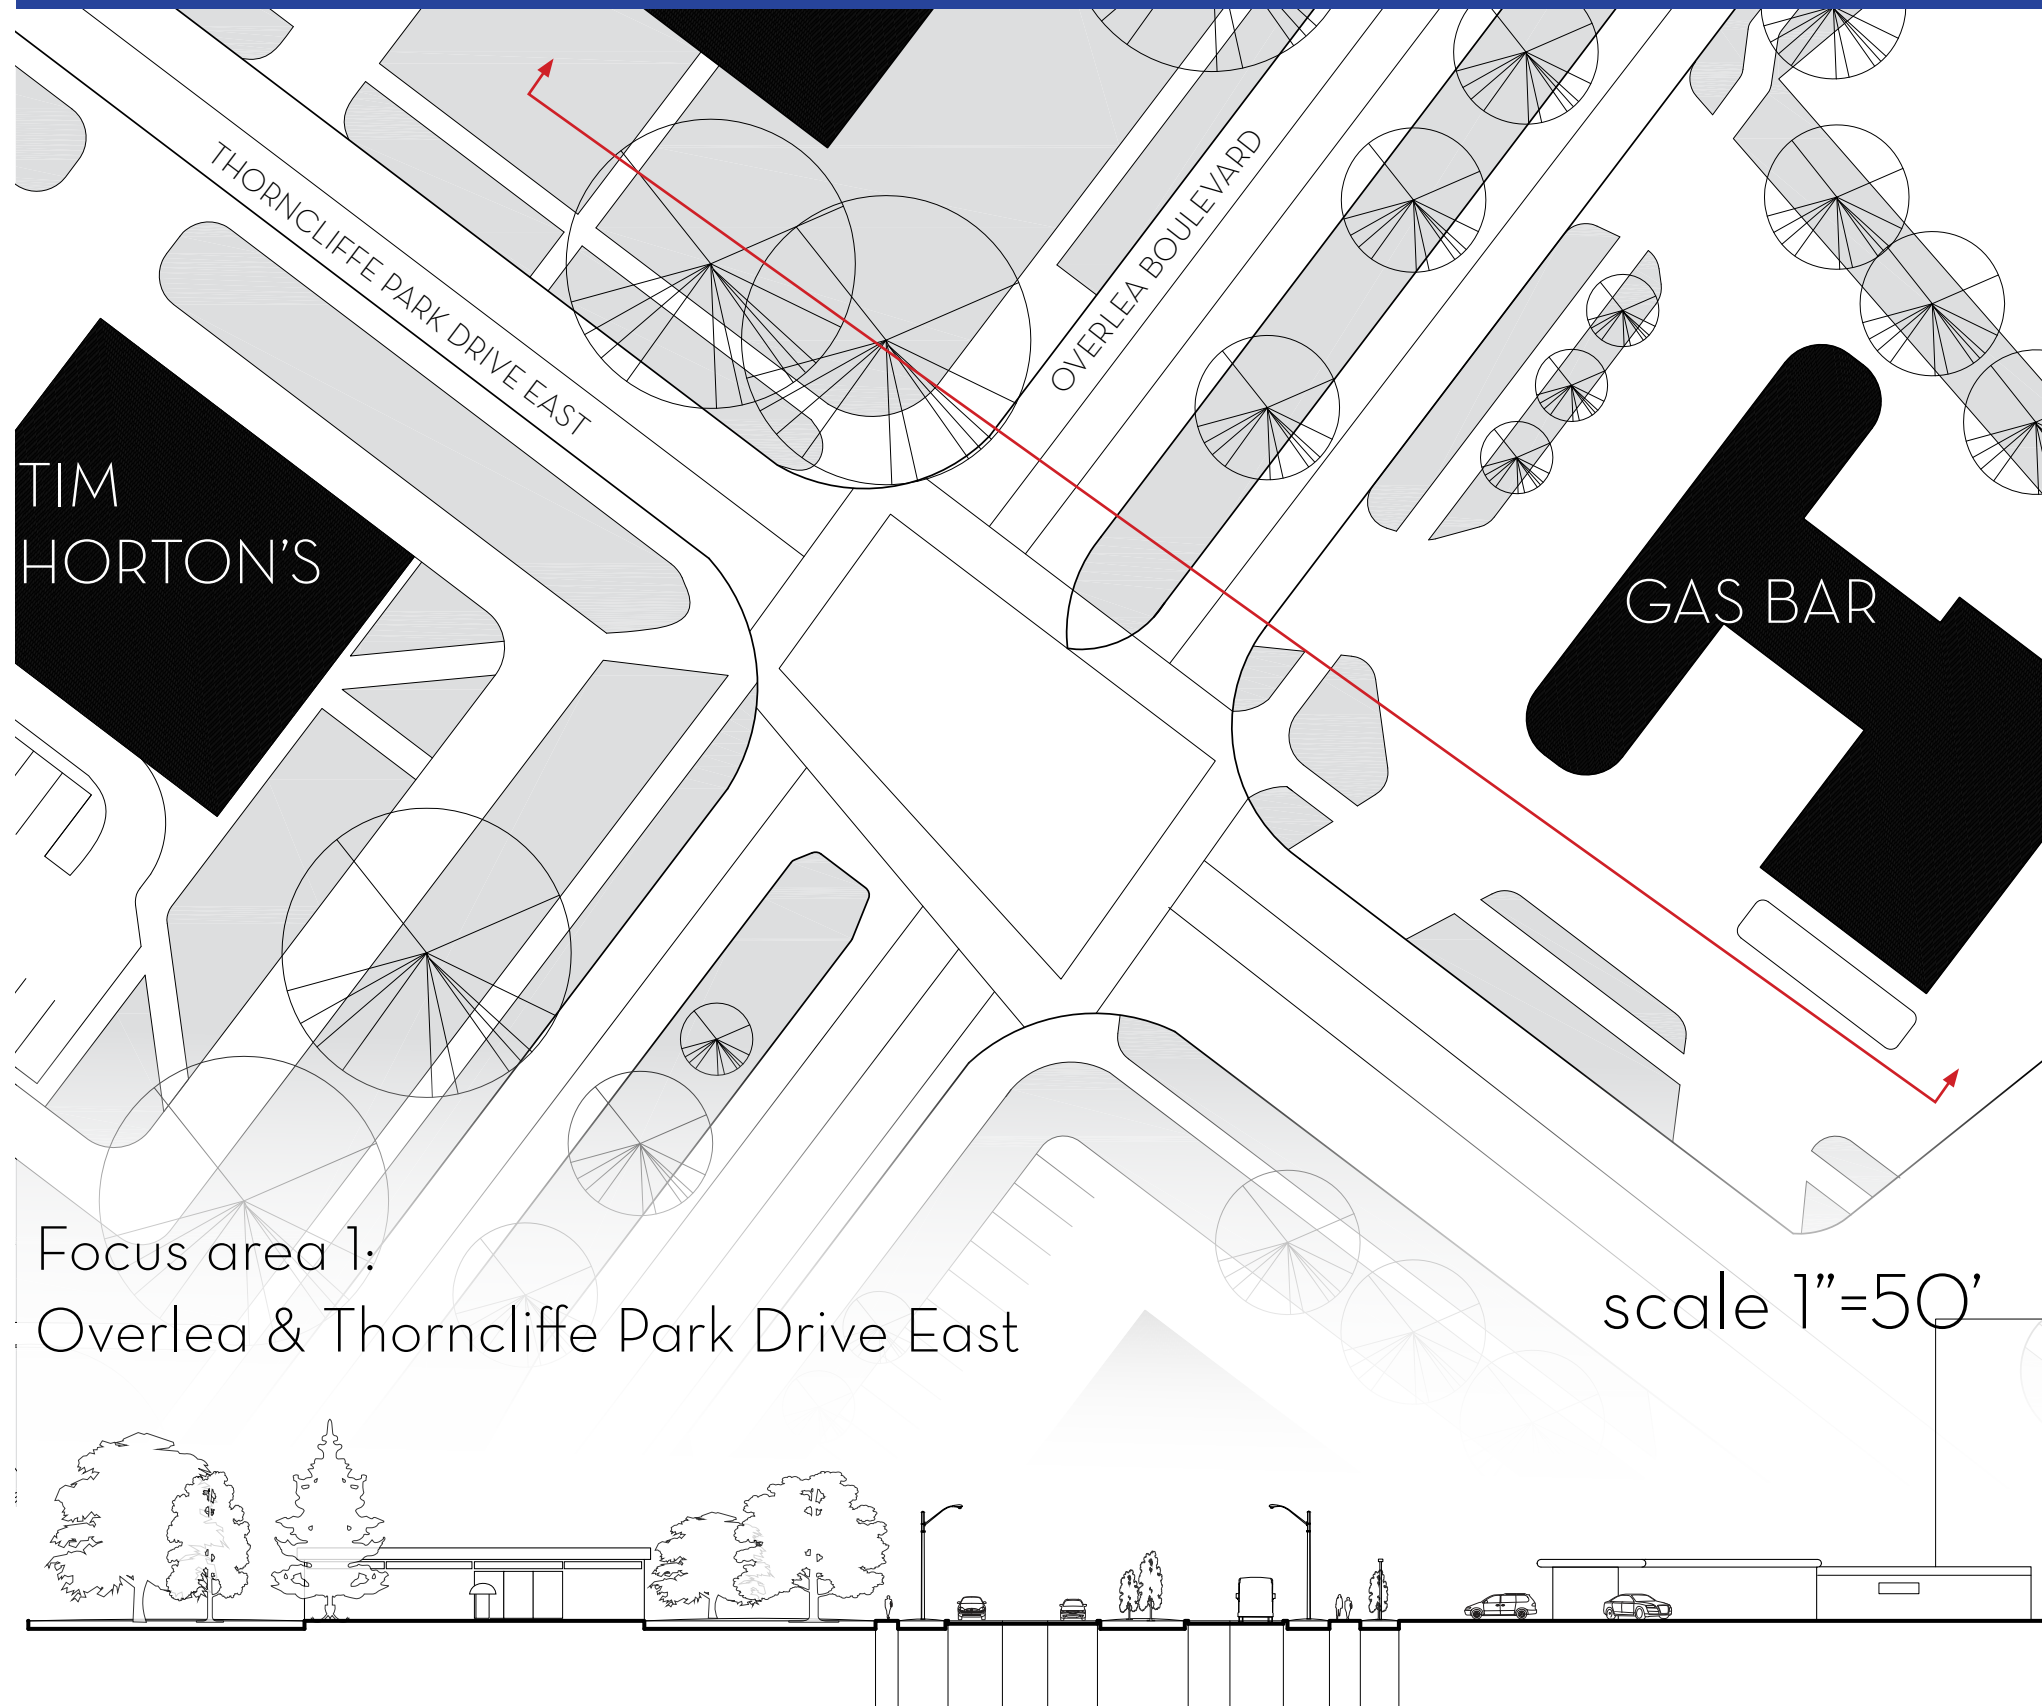 THORNCLIFFE PARK DRIVE EAST
OVERLEA BOULEVARD
TIM
HORTON'S
GAS BAR
Focus area 1:
Overlea & Thorncliffe Park Drive East
scale 1”=50’